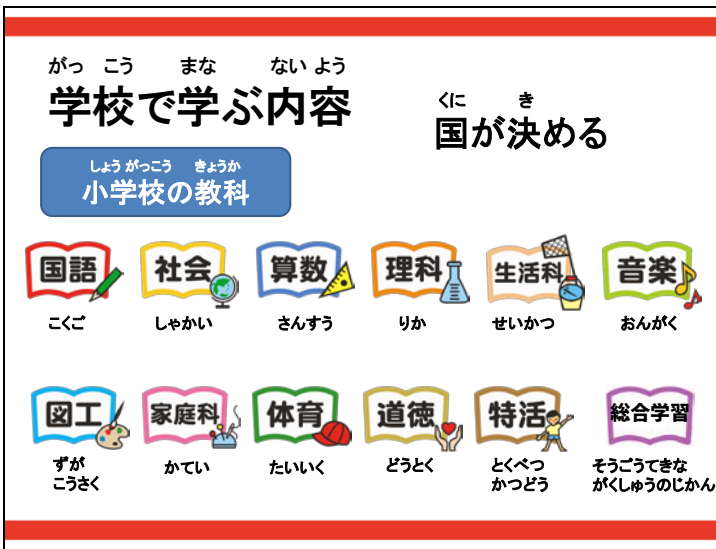 がっ こう まな ない よう
学校で学ぶ内容
くに き
国が決める
しょう がっこう きょうか
小学校の教科
国語
社会
算数
理科
生活科
音楽
こくご
しゃかい
さんすう
りか
せいかつ
おんがく
図工
家庭科
体育
道徳
特活
総合学習
ずが
こうさく
かてい
たいいく
どうとく
とくべつ
かつどう
そうごうてきな
がくしゅうのじかん